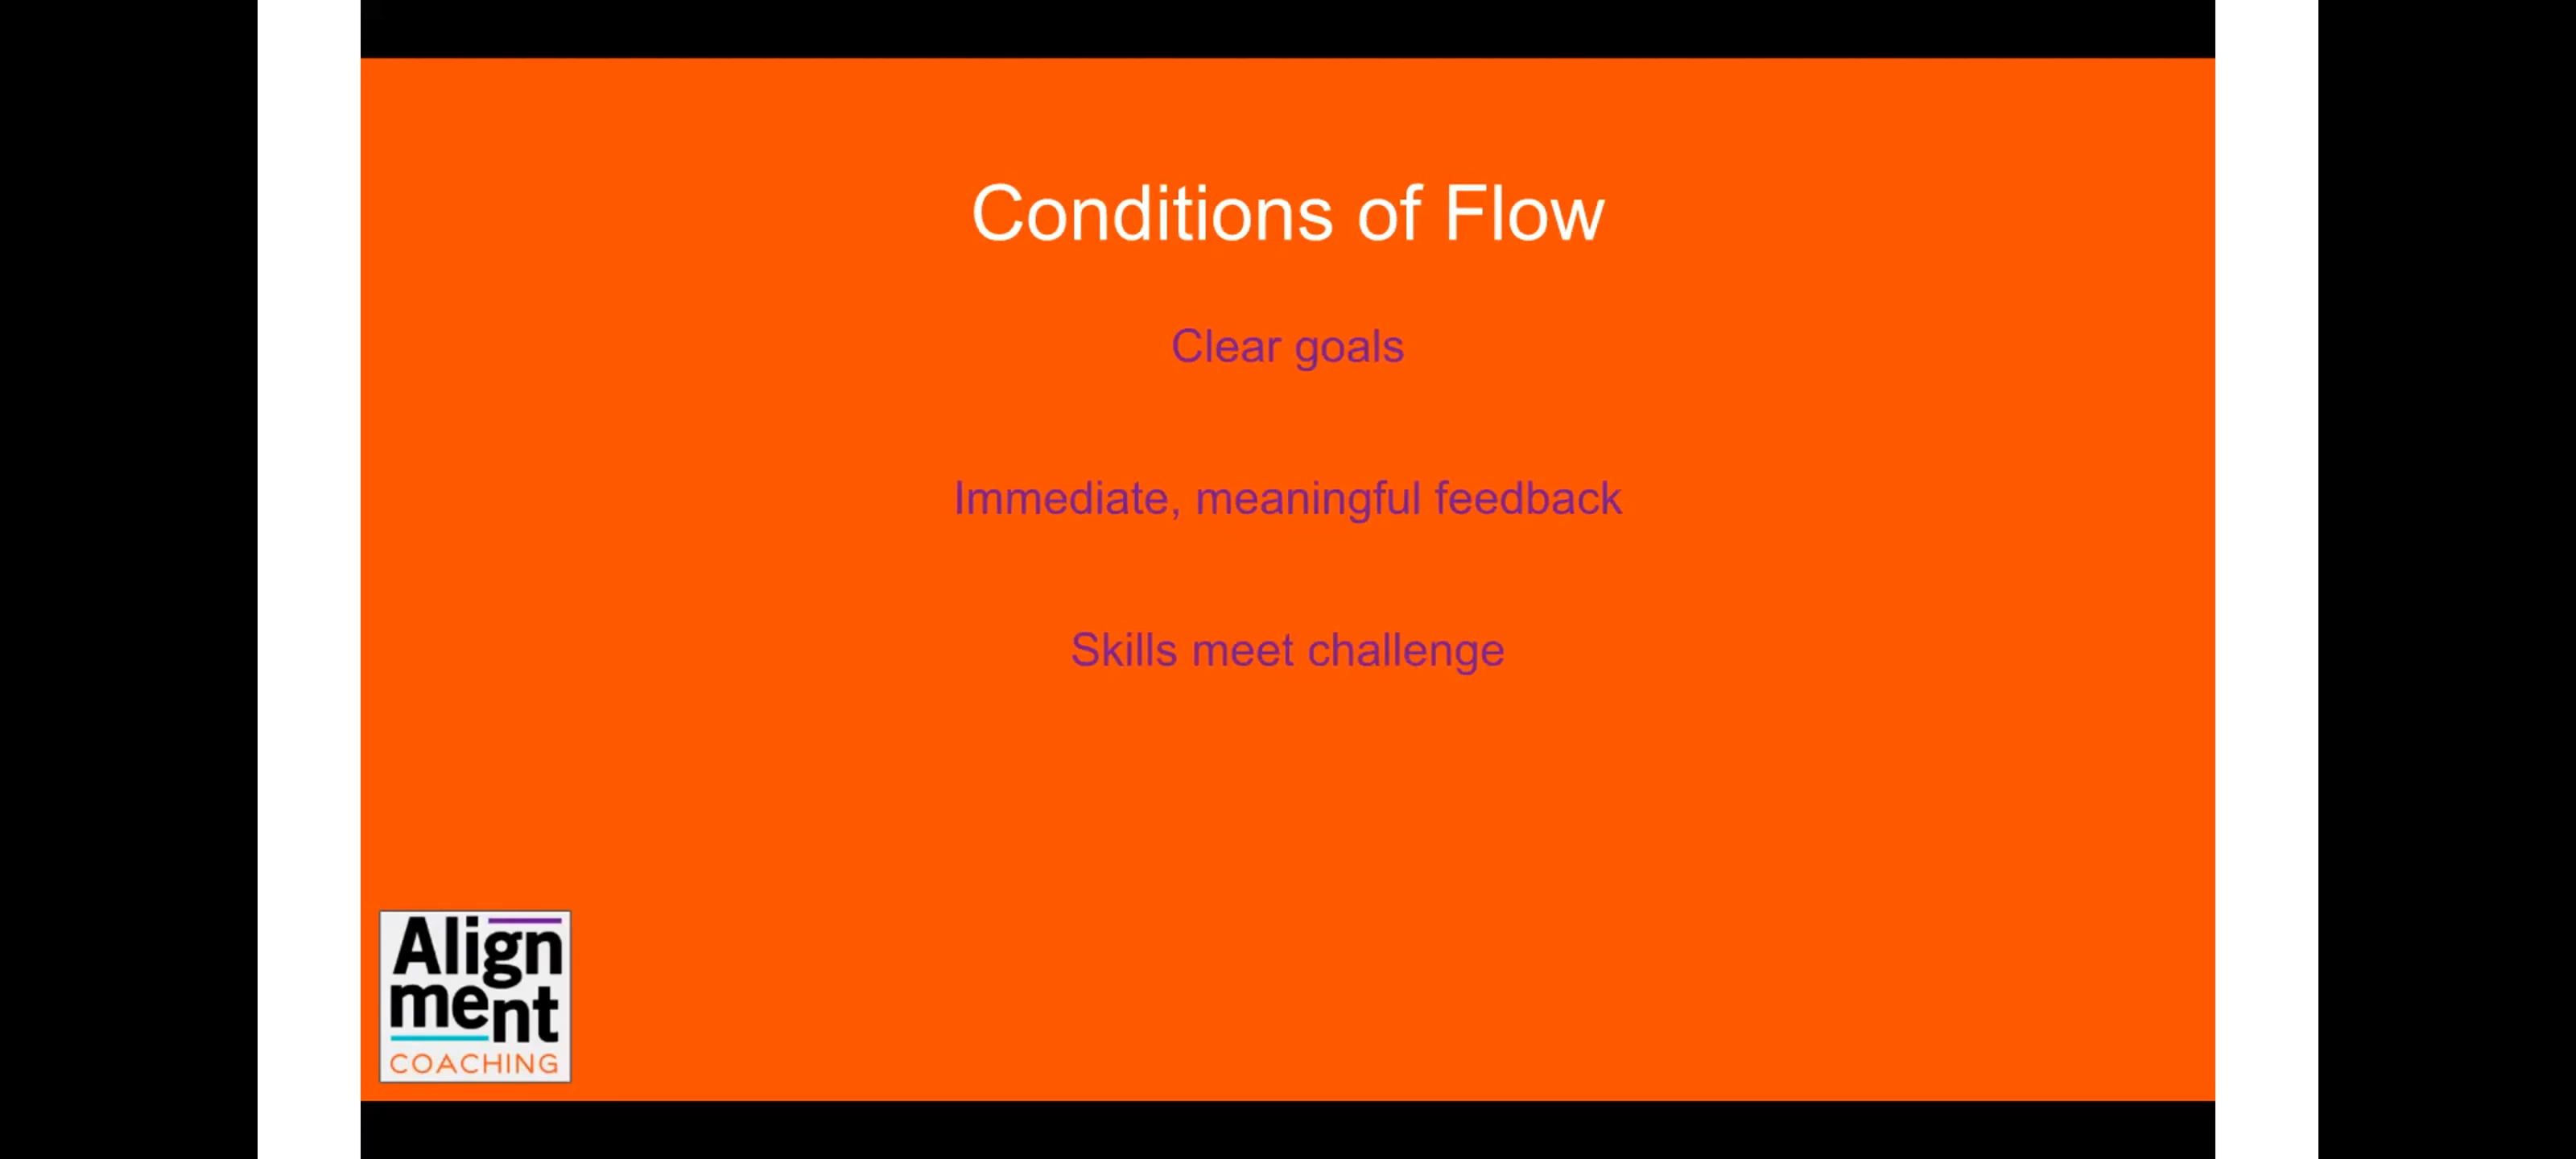 Conditions of Flow
Clear goals
Immediate, meaningful feedback
Skills meet challenge
Align
ment
COACHING